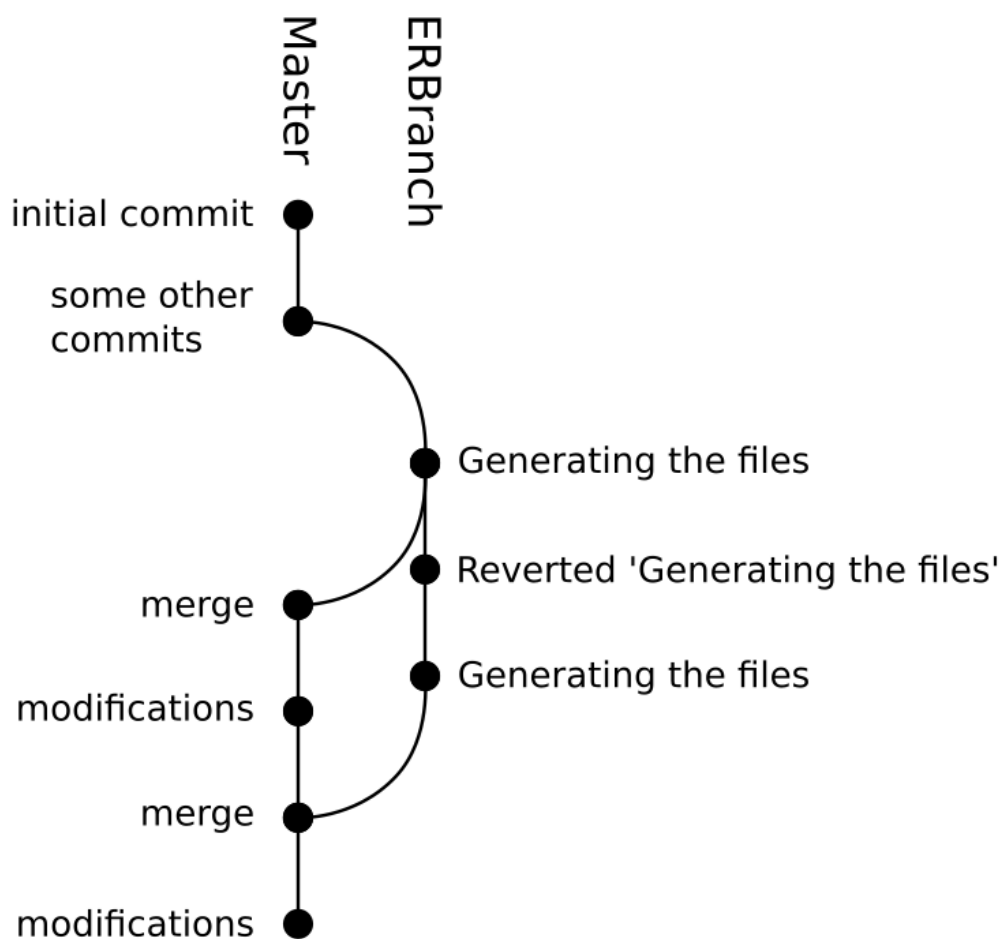 Master
ERBranch
initial commit
some other
commits
Generating the files
Reverted 'Generating the files'
merge
Generating the files
modifications
merge
modifications